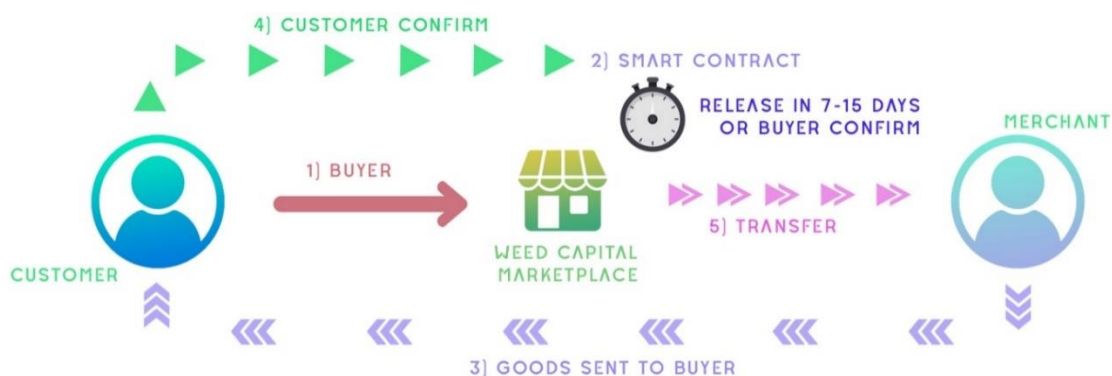 4) CUSTOMER CONFIRM
2) SMART CONTRACT
RELEASE IN 7-15 DAYS
OR BUYER CONFIRM
MERCHANT
1) BUYER
5) TRANSFER
WEED CAPITAL
MARKETPLACE
CUSTOMER
3) GOODS SENT TO BUYER